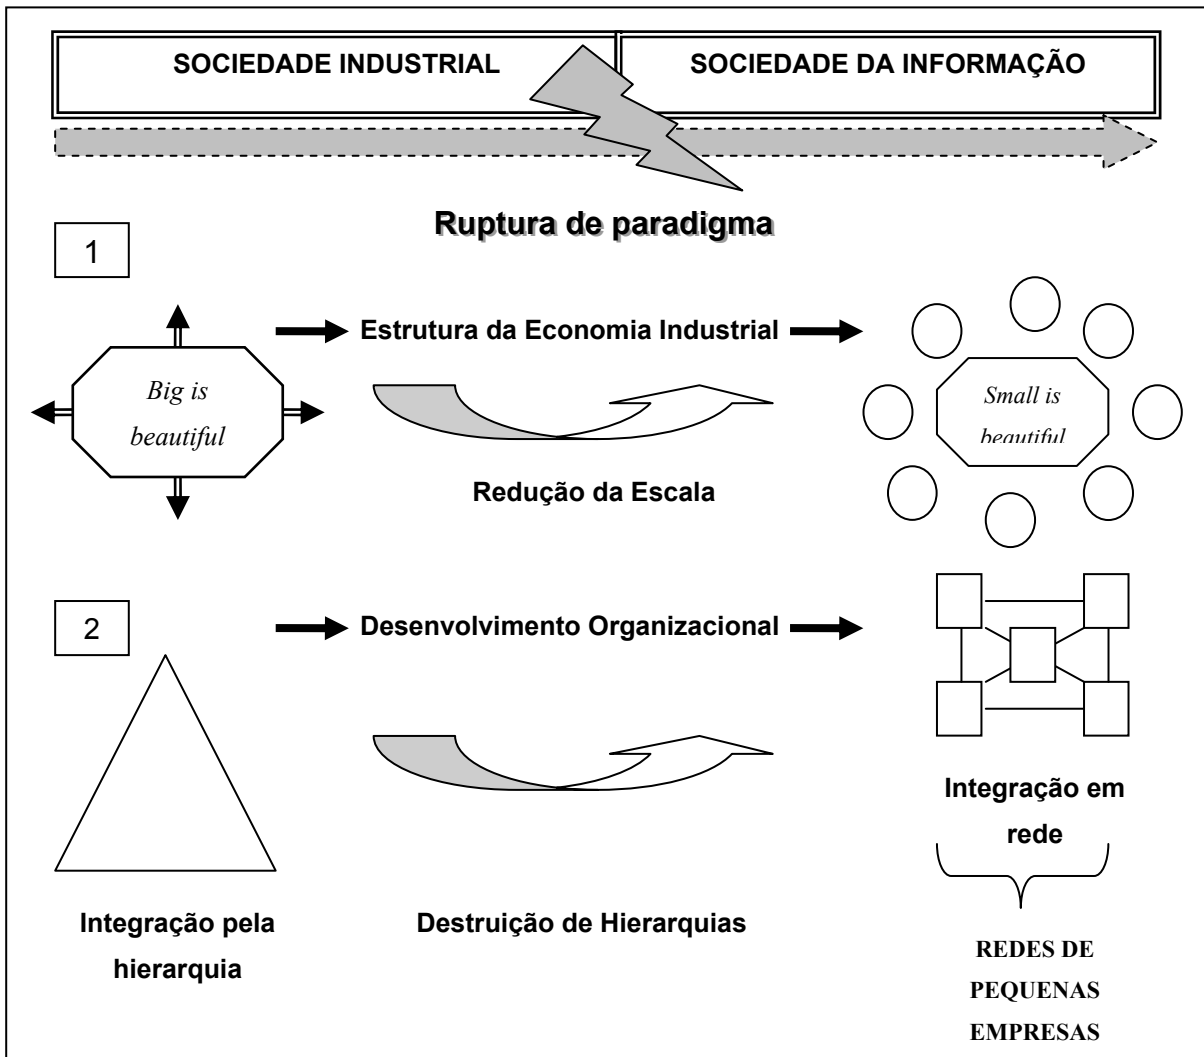 SOCIEDADE INDUSTRIAL
SOCIEDADE DA INFORMAÇÃO
Ruptura de paradigma
1
Big is
beautiful
Estrutura da Economia Industrial
Redução da Escala
Small is
beautiful
2
Desenvolvimento Organizacional
Integração pela
hierarquia
Destruição de Hierarquias
Integração em
rede
REDES DE
PEQUENAS
EMPRESAS